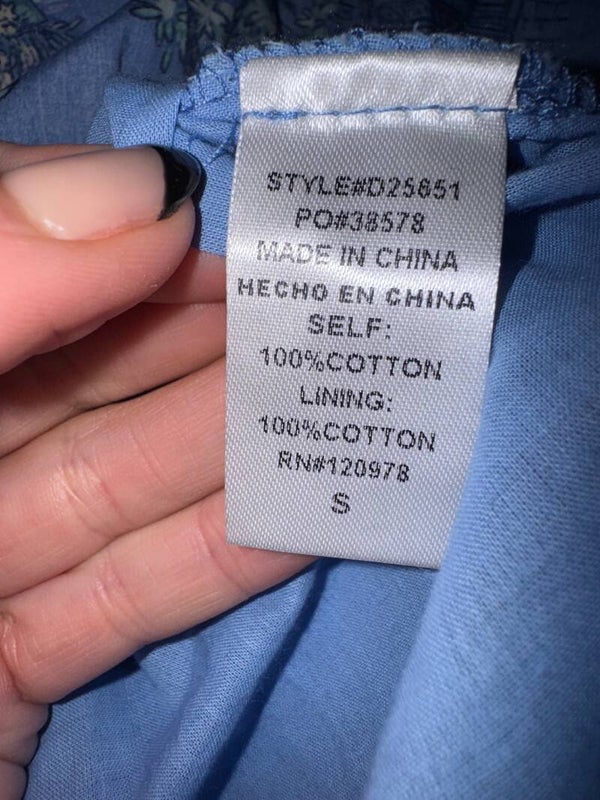 STYLE#D25651
PO#38578
MADE IN CHINA
HECHO EN CHINA
SELF:
100%COTTON
LINING:
100%COTTON
RN#120978
S